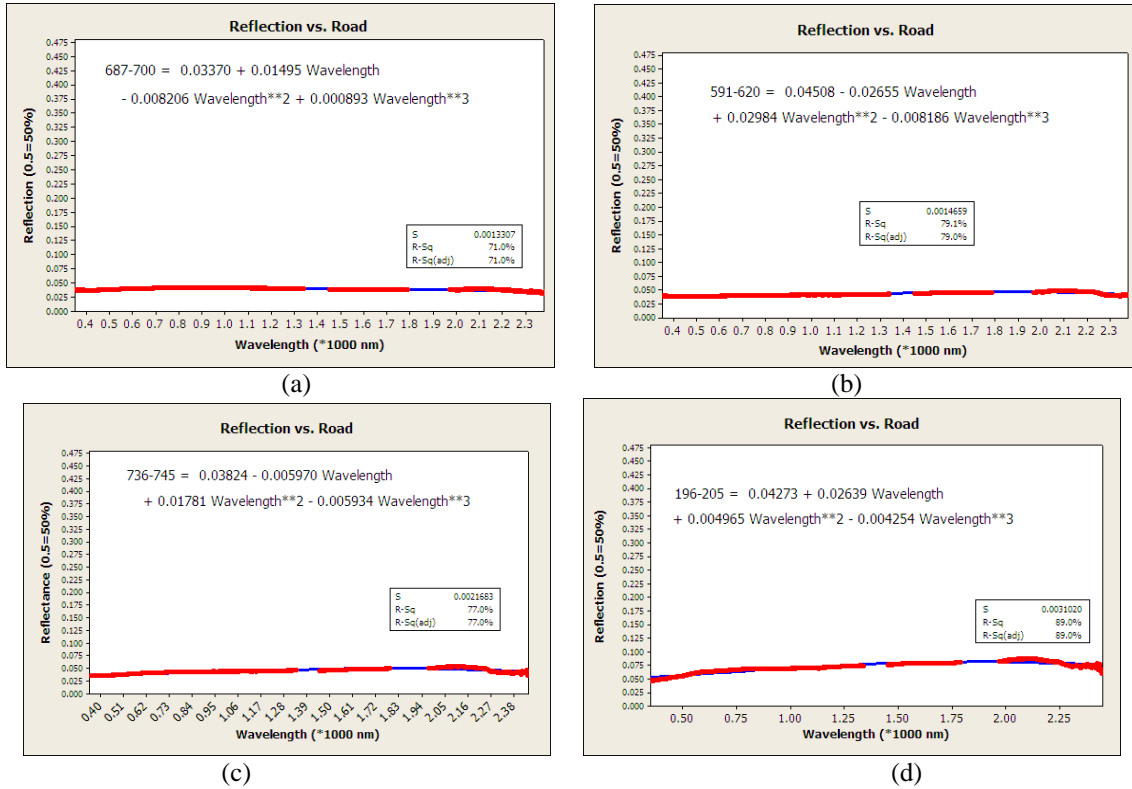 Reflection vs. Road
Reflection (0.5=50%)
0.475
0.450
0.425
0.400
0.375
0.350
0.325
0.300
0.275
0.250
0.225
0.200
0.175
0.150
0.125
0.100
0.075
0.050
0.025
0.000
687-700 = 0.03370 + 0.01495 Wavelength
- 0.008206 Wavelength**2 + 0.000893 Wavelength**3
S 0.0013307
R-Sq 71.0%
R-Sq(adj) 71.0%
0.4 0.5 0.6 0.7 0.8 0.9 1.0 1.1 1.2 1.3 1.4 1.5 1.6 1.7 1.8 1.9 2.0 2.1 2.2 2.3
Wavelength (*1000 nm)
(a)
Reflection vs. Road
Reflection (0.5=50%)
0.475
0.450
0.425
0.400
0.375
0.350
0.325
0.300
0.275
0.250
0.225
0.200
0.175
0.150
0.125
0.100
0.075
0.050
0.025
0.000
591-620 = 0.04508 - 0.02655 Wavelength
+ 0.02984 Wavelength**2 - 0.008186 Wavelength**3
S 0.0014659
R-Sq 79.1%
R-Sq(adj) 79.0%
0.4 0.5 0.6 0.7 0.8 0.9 1.0 1.1 1.2 1.3 1.4 1.5 1.6 1.7 1.8 1.9 2.0 2.1 2.2 2.3
Wavelength (*1000 nm)
(b)
Reflection vs. Road
Reflectance (0.5=50%)
0.475
0.450
0.425
0.400
0.375
0.350
0.325
0.300
0.275
0.250
0.225
0.200
0.175
0.150
0.125
0.100
0.075
0.050
0.025
0.000
736-745 = 0.03824 - 0.005970 Wavelength
+ 0.01781 Wavelength**2 - 0.005934 Wavelength**3
S 0.0021683
R-Sq 77.0%
R-Sq(adj) 77.0%
0.40 0.51 0.62 0.73 0.84 0.95 1.06 1.17 1.28 1.39 1.50 1.61 1.72 1.83 1.94 2.05 2.16 2.27 2.38
Wavelength (*1000 nm)
(c)
Reflection vs. Road
Reflection (0.5=50%)
0.475
0.450
0.425
0.400
0.375
0.350
0.325
0.300
0.275
0.250
0.225
0.200
0.175
0.150
0.125
0.100
0.075
0.050
0.025
0.000
196-205 = 0.04273 + 0.02639 Wavelength
+ 0.004965 Wavelength**2 - 0.004254 Wavelength**3
S 0.0031020
R-Sq 89.0%
R-Sq(adj) 89.0%
0.50 0.75 1.00 1.25 1.50 1.75 2.00 2.25
Wavelength (*1000 nm)
(d)